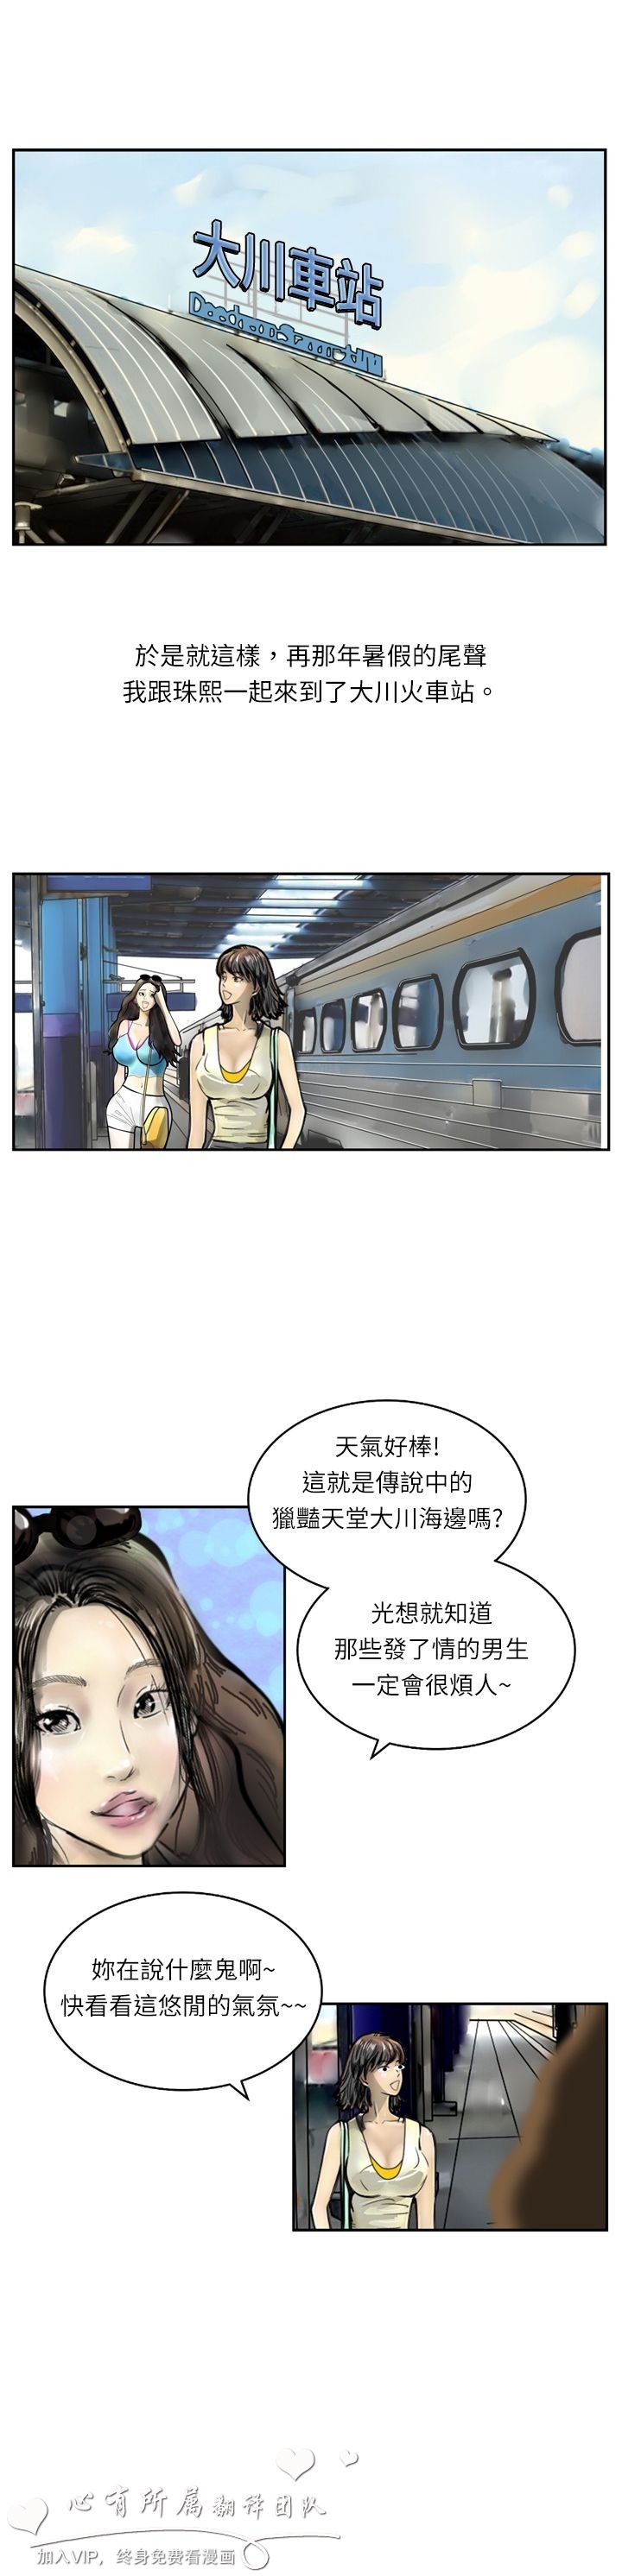 大川車站
於是就這樣，再那年暑假的尾聲
我跟珠熙一起來到了大川火車站。
天氣好棒!
這就是傳說中的
獵豔天堂大川海邊嗎?
光想就知道
那些發了情的男生
一定會很煩人~
妳在說什麼鬼啊~
快看看這悠閒的氣氛~~
心有所属翻译团队
加入VIP，终身免费看漫画